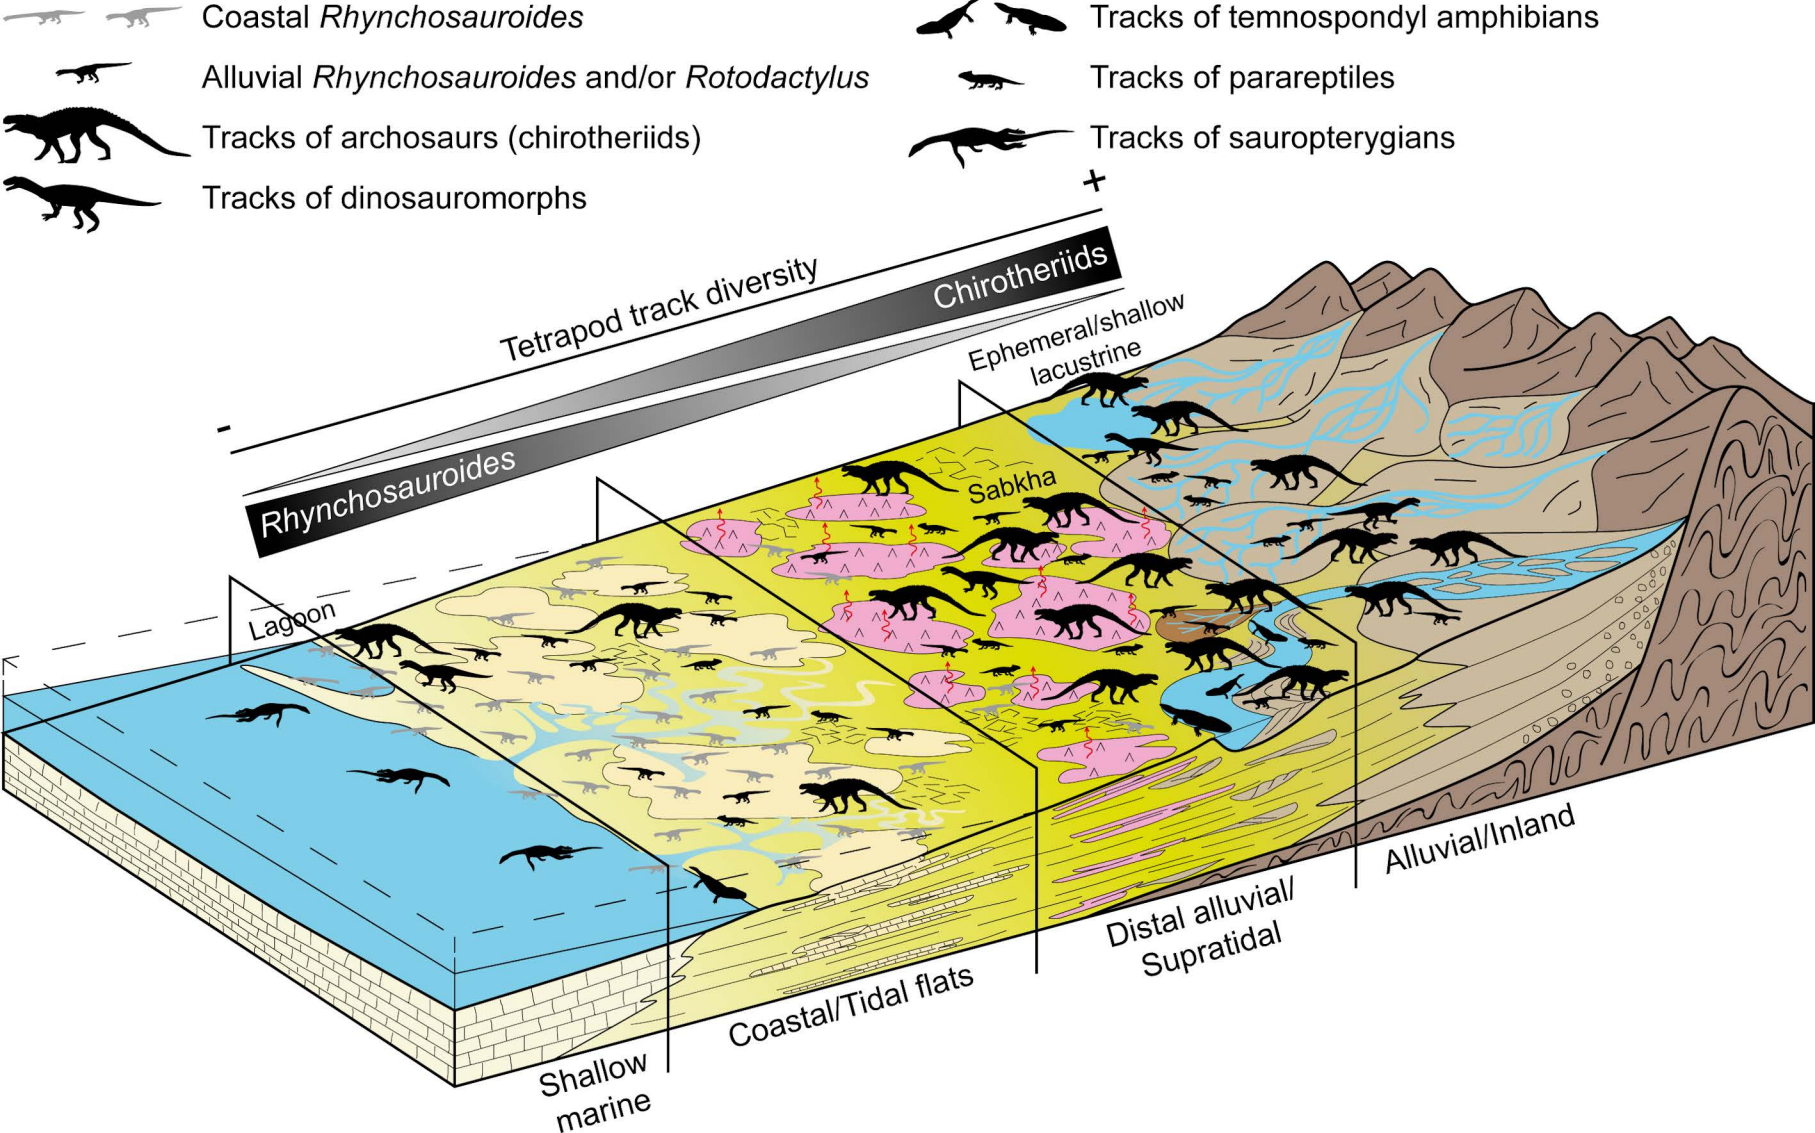 Coastal Rhynchosauroides
Alluvial Rhynchosauroides and/or Rotodactylus
Tracks of archosaurs (chirotheriids)
Tracks of dinosauromorphs
Tracks of temnospondyl amphibians
Tracks of parareptiles
Tracks of sauropterygians
+
Tetrapod track diversity
-
Chirotheriids
Rhynchosauroides
Ephemeral/shallow
lacustrine
Sabkha
Lagoon
Alluvial/Inland
Distal alluvial/
Supratidal
Coastal/Tidal flats
Shallow
marine